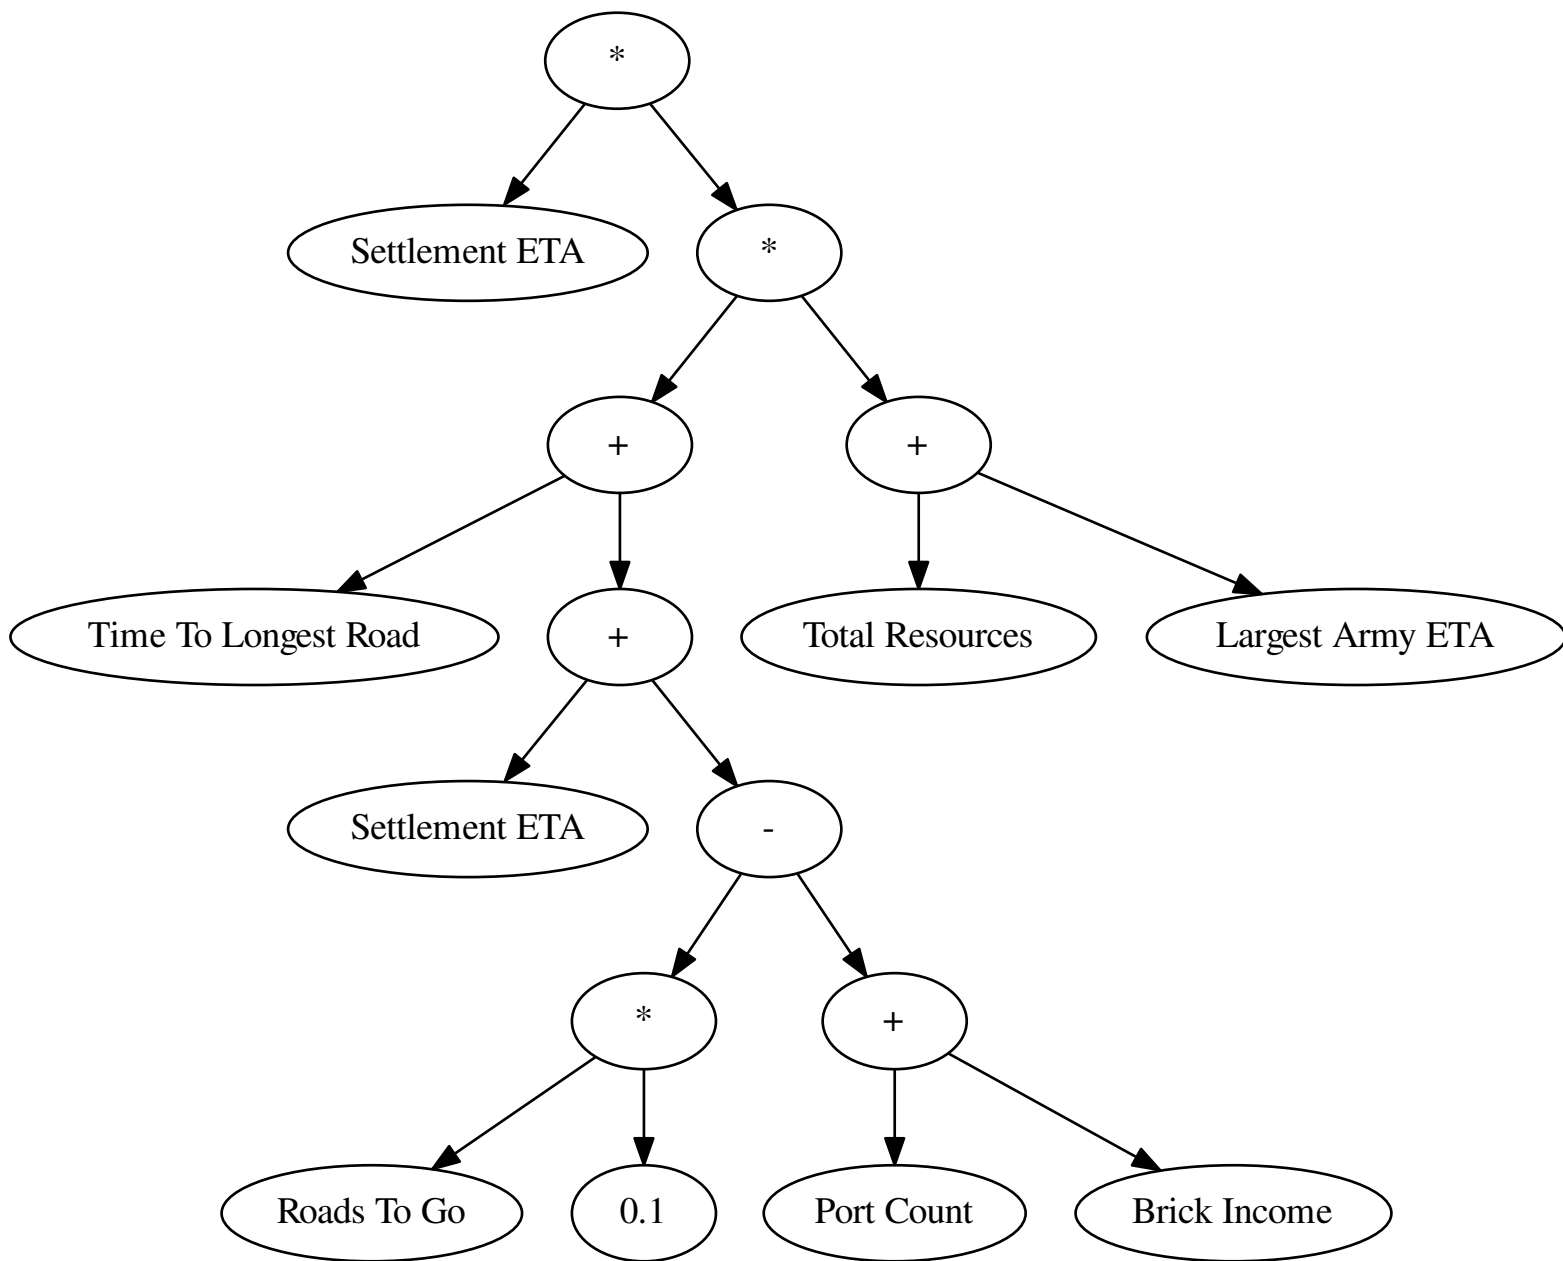 *
Settlement ETA
*
+
+
Time To Longest Road
+
Total Resources
Largest Army ETA
Settlement ETA
-
*
+
Roads To Go
0.1
Port Count
Brick Income